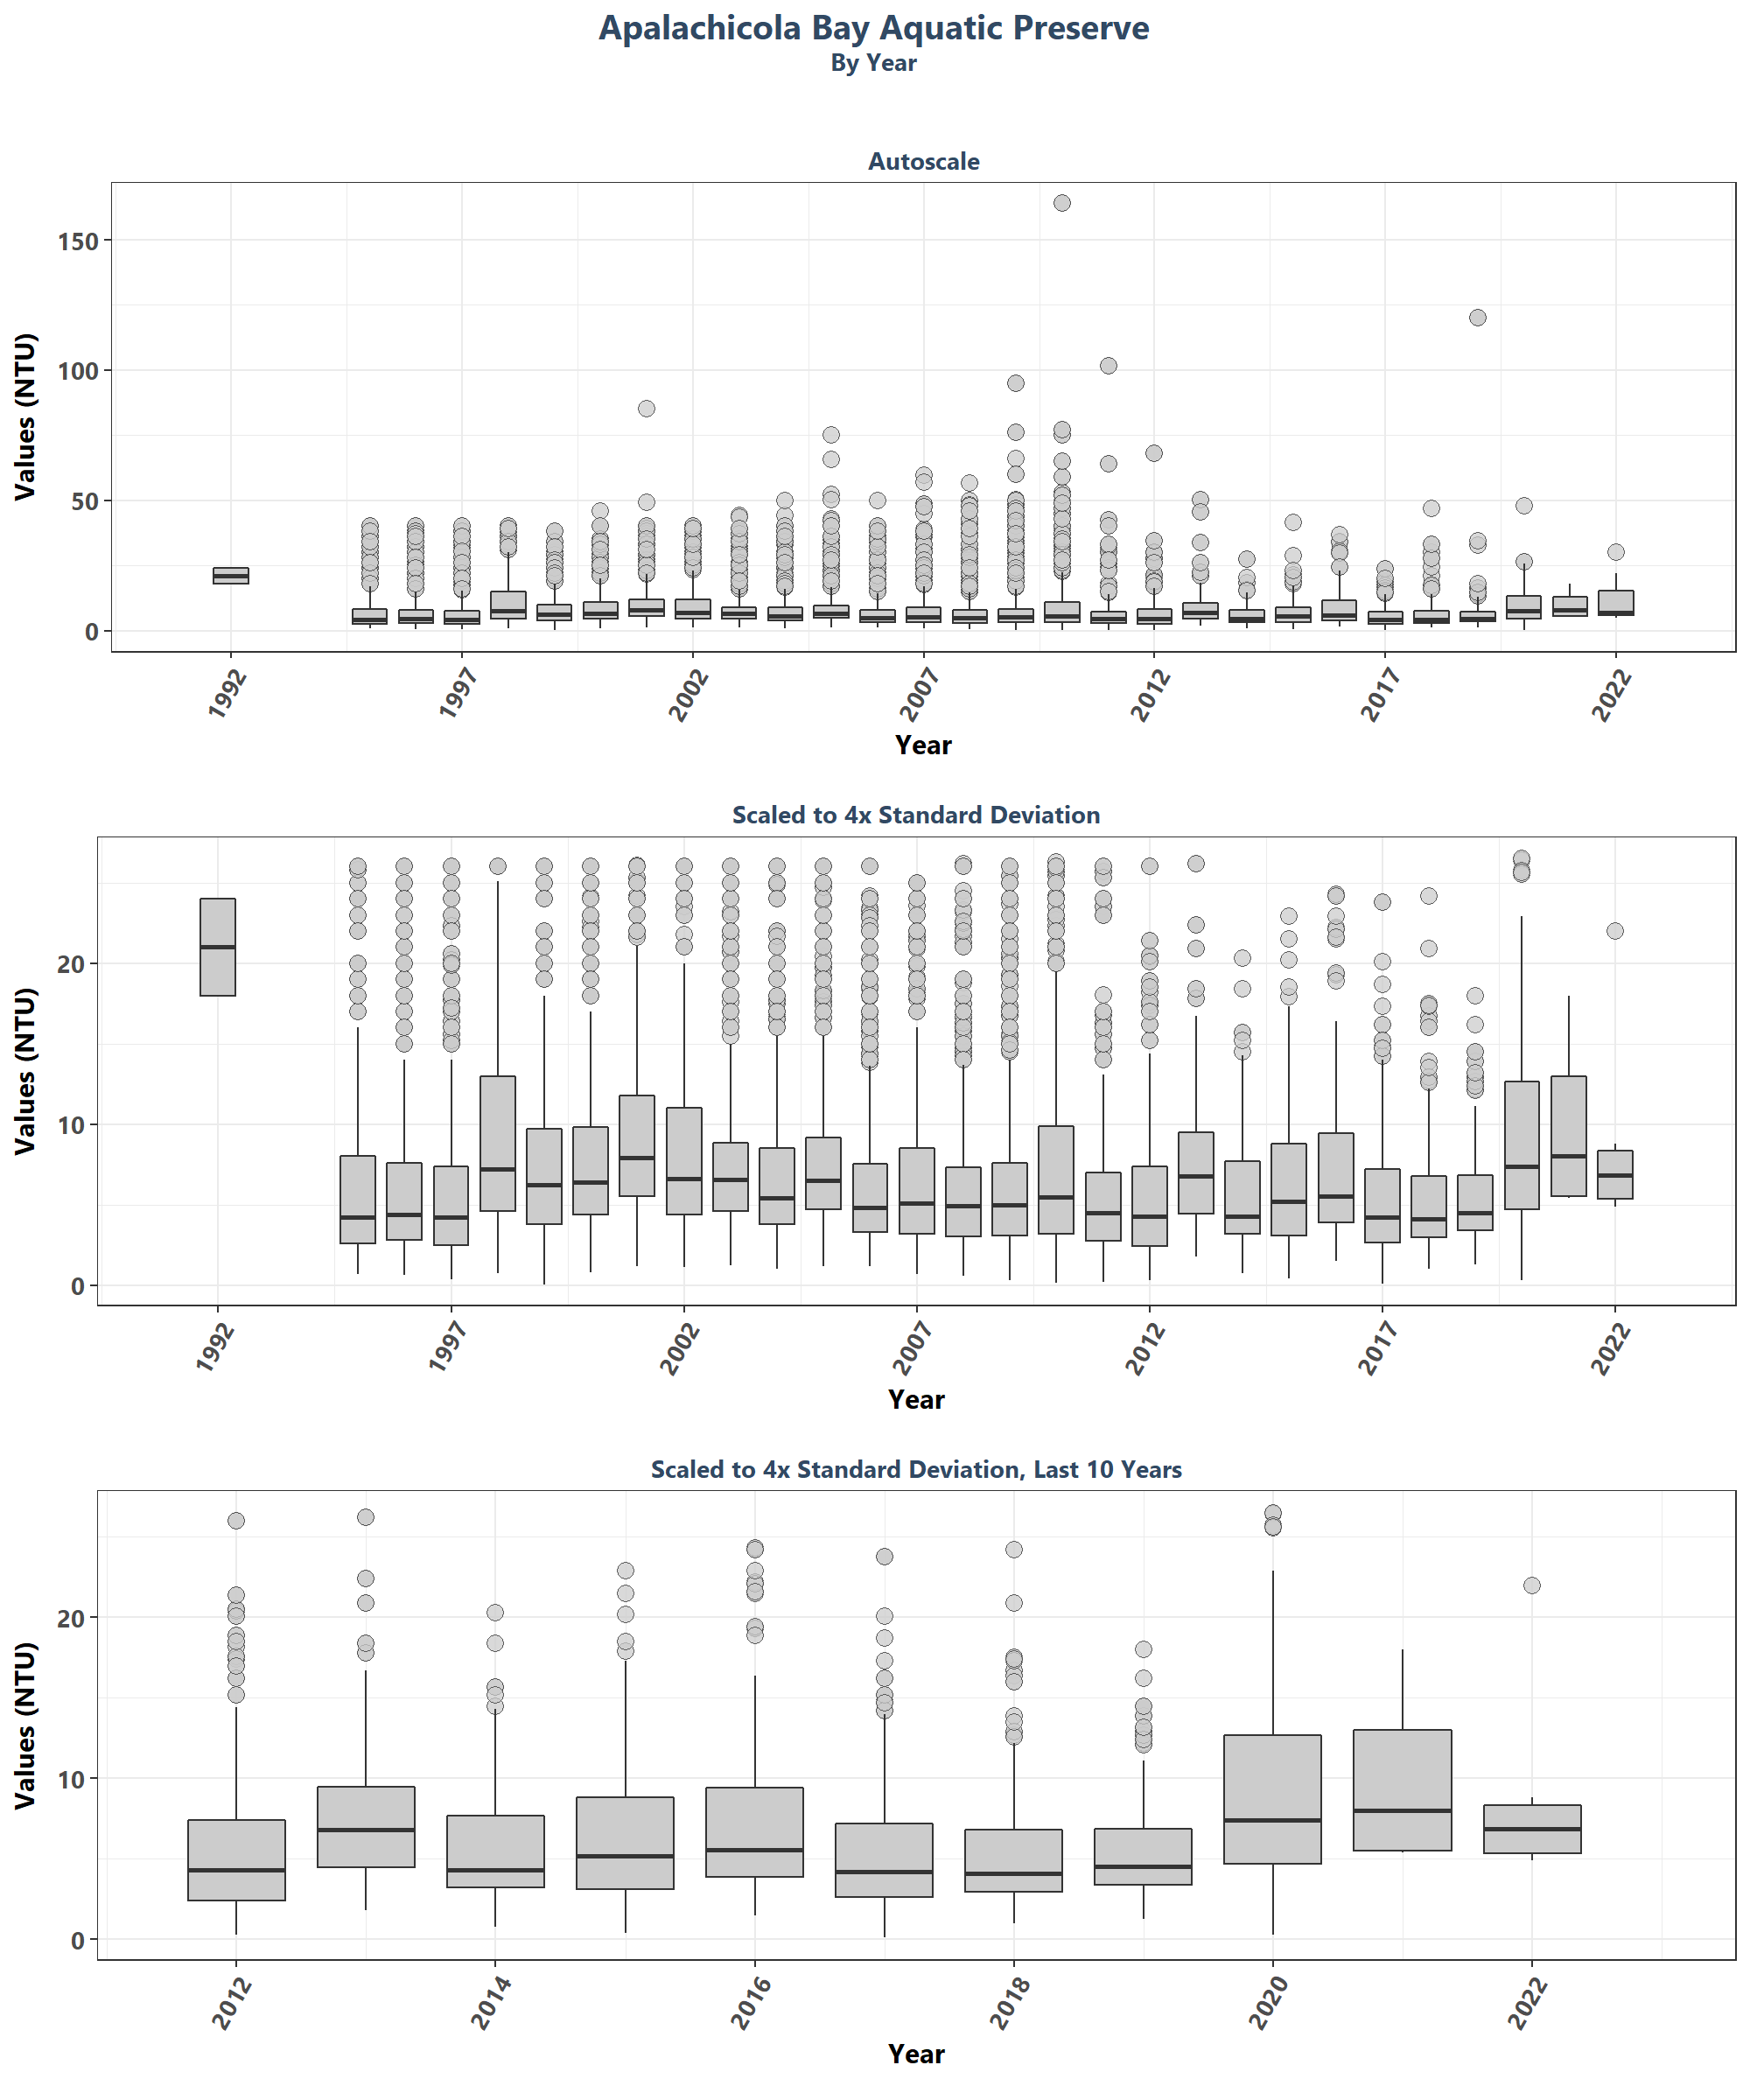 Apalachicola Bay Aquatic Preserve
By Year
Autoscale
Values (NTU)
150
100
50
0
1992 1997 2002 2007 2012 2017 2022
Year
Scaled to 4x Standard Deviation
Values (NTU)
20
10
0
1992 1997 2002 2007 2012 2017 2022
Year
Scaled to 4x Standard Deviation, Last 10 Years
Values (NTU)
20
10
0
2012 2014 2016 2018 2020 2022
Year